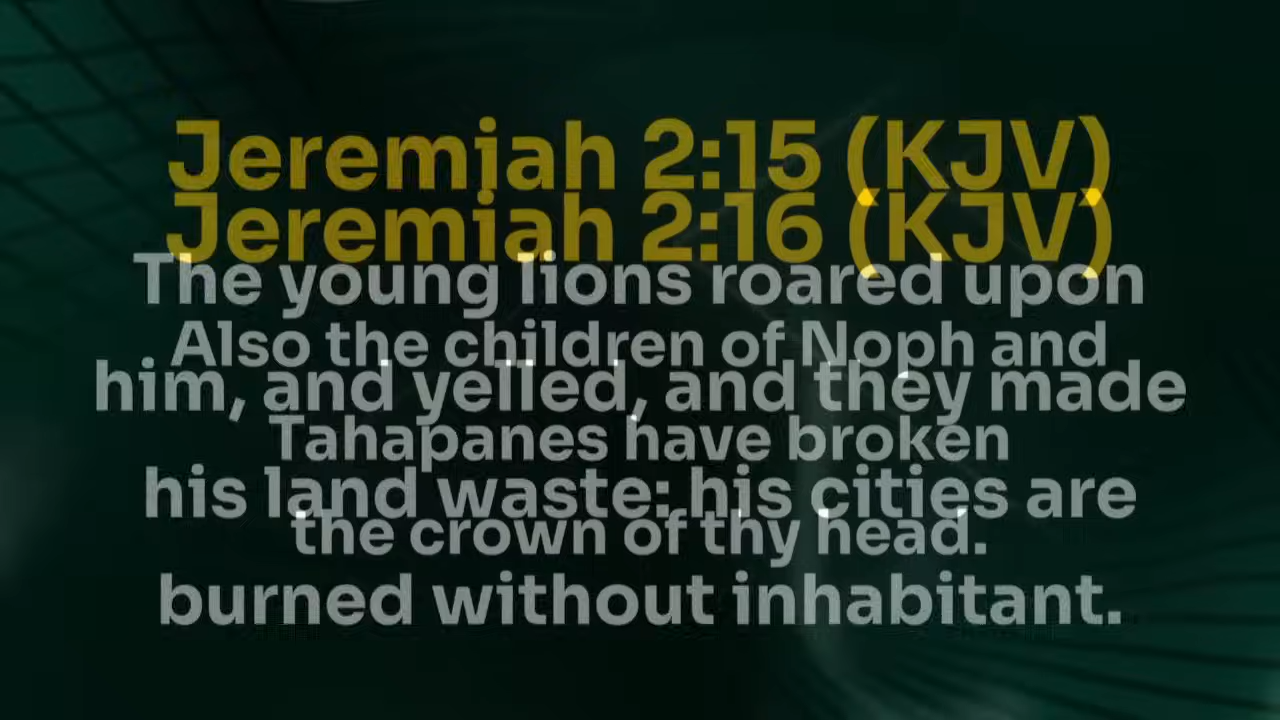 Jeremiah 2:15 (KJV)
Jeremiah 2:16 (KJV)
The young lions roared upon
Also the children of Noph and
him, and yelled, and they made
Tahapanes have broken
his land waste: his cities are
the crown of thy head.
burned without inhabitant.